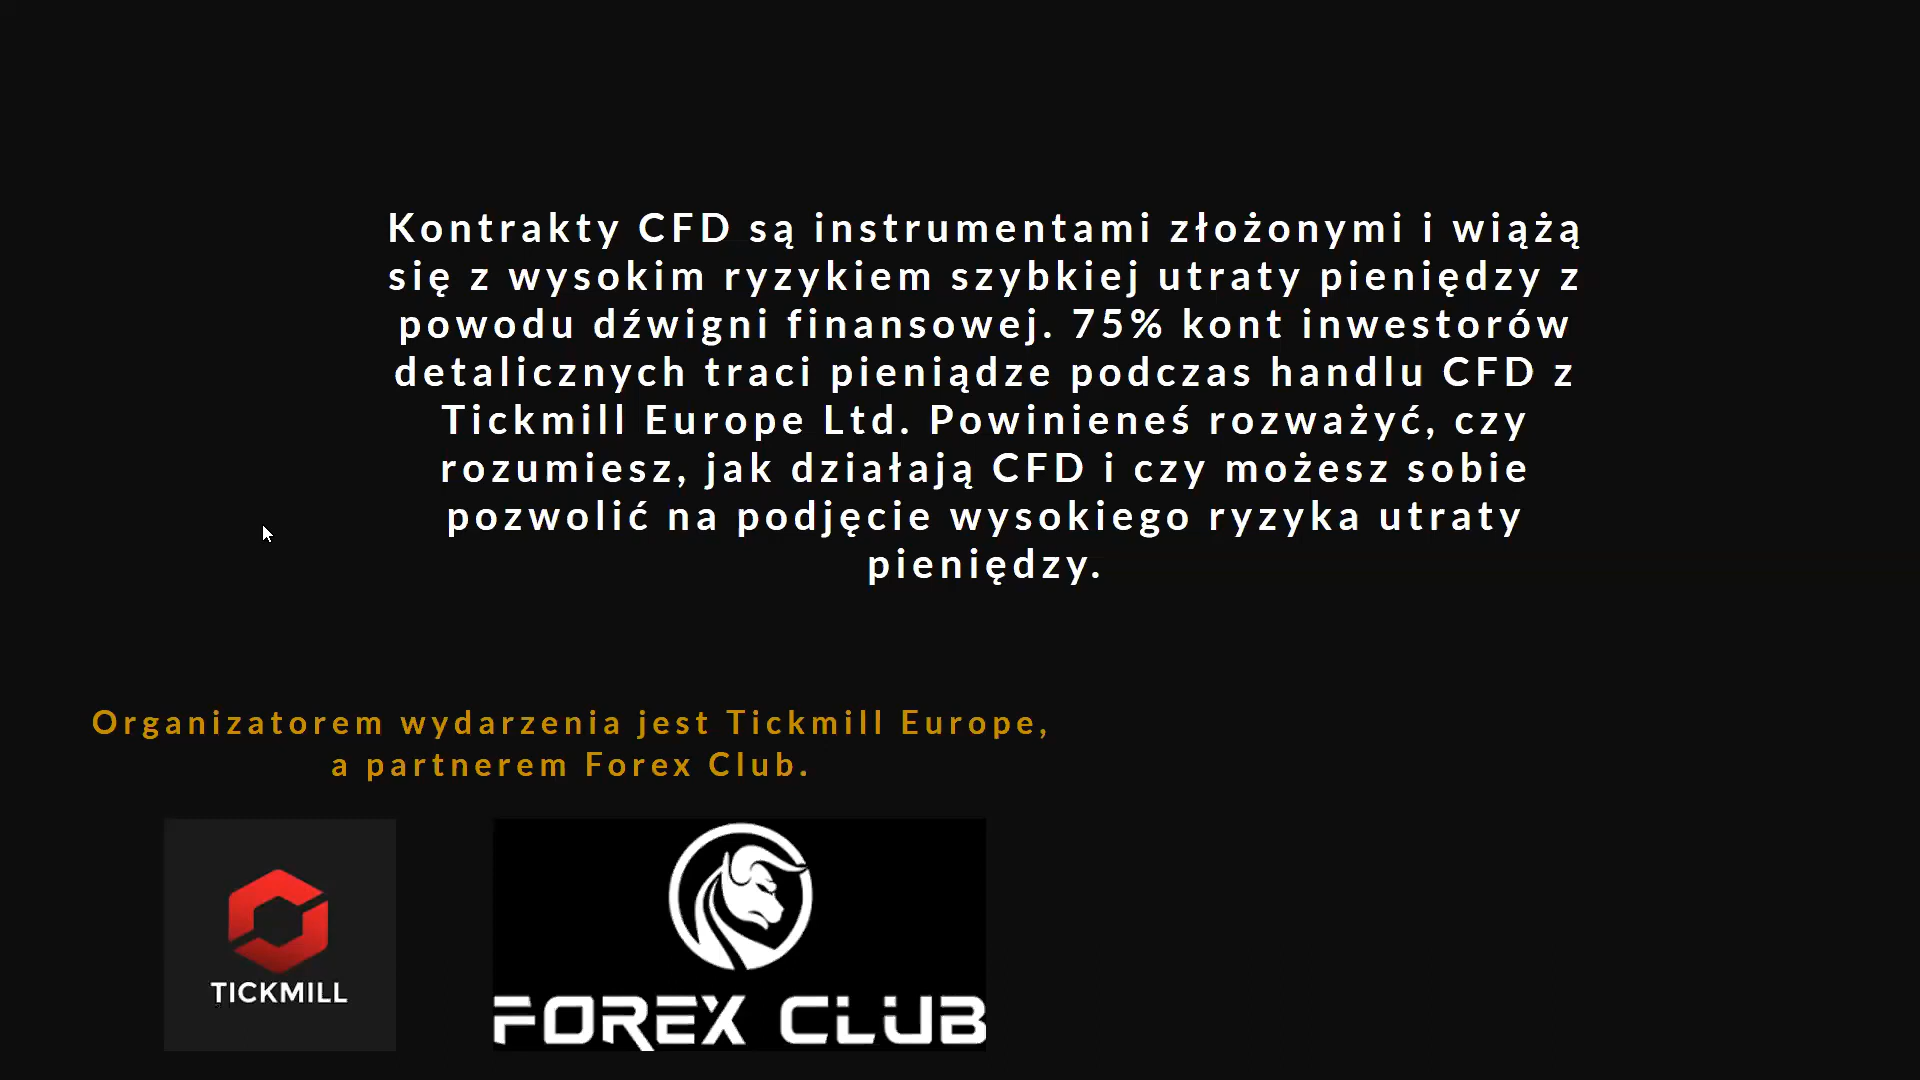 Kontrakty CFD są instrumentami złożonymi i wiążą
się z wysokim ryzykiem szybkiej utraty pieniędzy z
powodu dźwigni finansowej. 75% kont inwestorów
detalicznych traci pieniądze podczas handlu CFD z
Tickmill Europe Ltd. Powinieneś rozważyć, czy
rozumiesz, jak działają CFD i czy możesz sobie
pozwolić na podjęcie wysokiego ryzyka utraty
pieniędzy.
Organizatorem wydarzenia jest Tickmill Europe,
a partnerem Forex Club.
TICKMILL
FOREX CLUB